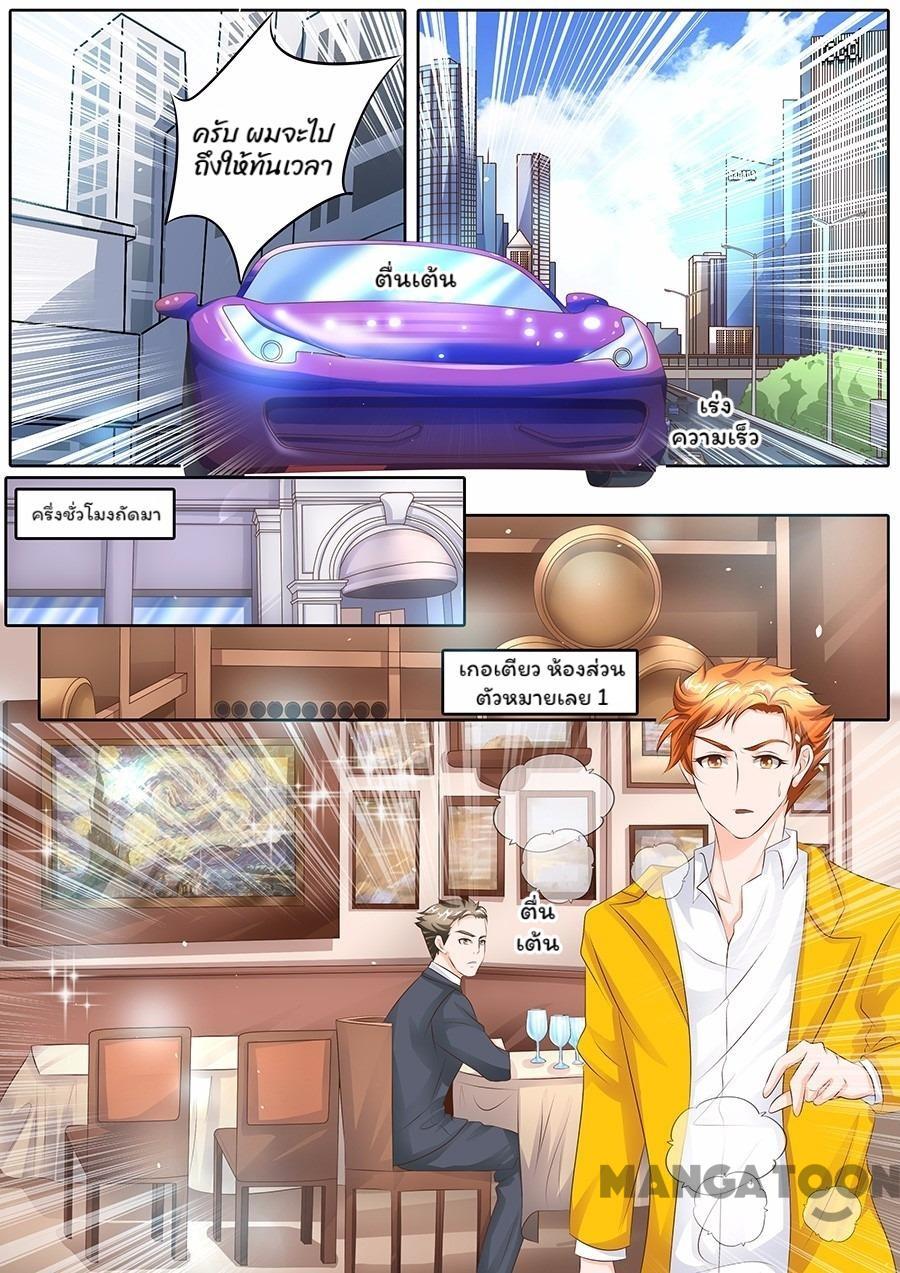 ครับ ผมจะไป
ถึงให้ทันเวลา
ตื่นเต้น
เร่ง
ความเร็ว
ครึ่งชั่วโมงถัดมา
เกอเตียว ห้องส่วน
ตัวหมายเลย 1
ตื่น
เต้น
MANGATOON